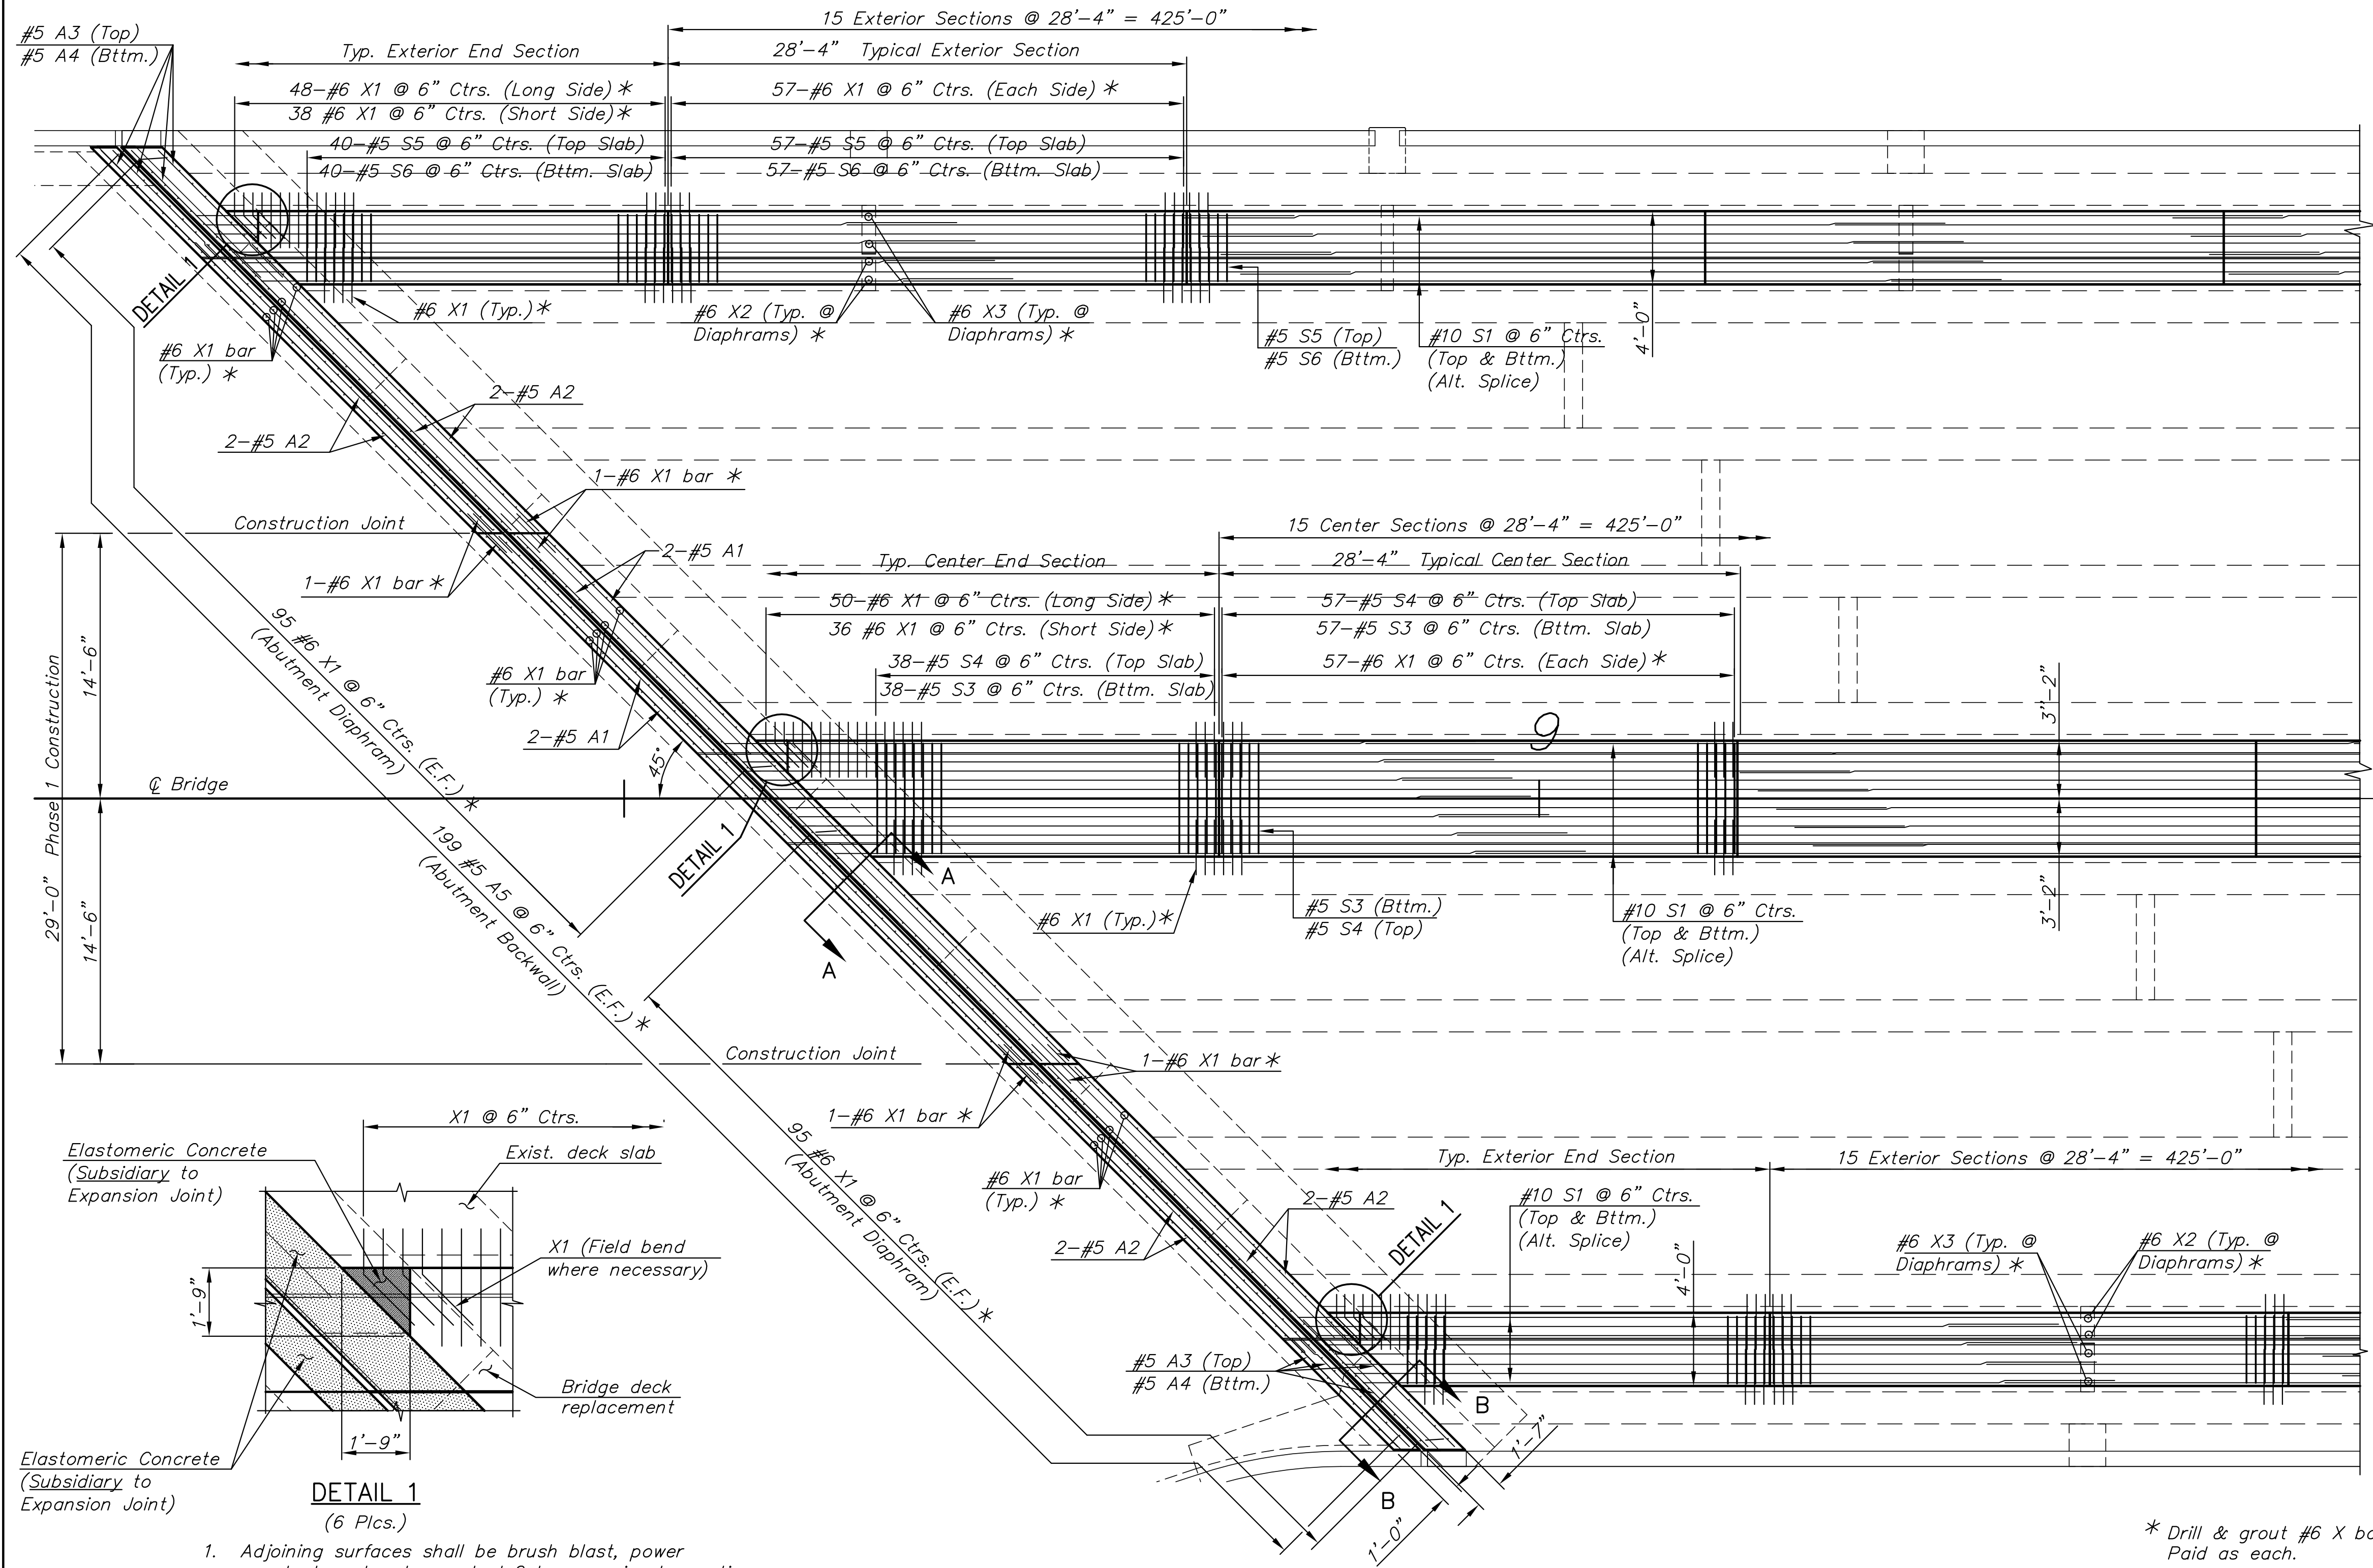 15 Exterior Sections @ 28'-4" = 425'-0"
#5 A3 (Top)
#5 A4 (Bttm.)
Typ. Exterior End Section
28'-4" Typical Exterior Section
48-#6 X1 @ 6" Ctrs. (Long Side) *
38 #6 X1 @ 6" Ctrs. (Short Side) *
57-#6 X1 @ 6" Ctrs. (Each Side) *
40-#5 S5 @ 6" Ctrs. (Top Slab)
40-#5 S6 @ 6" Ctrs. (Bttm. Slab)
57-#5 S5 @ 6" Ctrs. (Top Slab)
57-#5 S6 @ 6" Ctrs. (Bttm. Slab)
DETAIL 1
#6 X1 (Typ.) *
#6 X1 bar
(Typ.) *
#6 X2 (Typ. @
Diaphrams) *
#6 X3 (Typ. @
Diaphrams) *
#5 S5 (Top)
#5 S6 (Bttm.)
#10 S1 @ 6" Ctrs.
(Top & Bttm.)
(Alt. Splice)
4'-0"
2-#5 A2
2-#5 A2
1-#6 X1 bar *
Construction Joint
2-#5 A1
1-#6 X1 bar *
15 Center Sections @ 28'-4" = 425'-0"
Typ. Center End Section
28'-4" Typical Center Section
50-#6 X1 @ 6" Ctrs. (Long Side) *
36 #6 X1 @ 6" Ctrs. (Short Side) *
57-#5 S4 @ 6" Ctrs. (Top Slab)
57-#5 S3 @ 6" Ctrs. (Bttm. Slab)
38-#5 S4 @ 6" Ctrs. (Top Slab)
38-#5 S3 @ 6" Ctrs. (Bttm. Slab)
57-#6 X1 @ 6" Ctrs. (Each Side) *
#6 X1 bar
(Typ.) *
2-#5 A1
45°
29'-0" Phase 1 Construction
14'-6"
14'-6"
95 #6 X1 @ 6" Ctrs. (E.F.) *
(Abutment Diaphram)
℄ Bridge
199 #5 A5 @ 6" Ctrs. (E.F.) *
(Abutment Backwall)
DETAIL 1
9
3'-2"
3'-2"
A
A
#6 X1 (Typ.) *
#5 S3 (Bttm.)
#5 S4 (Top)
#10 S1 @ 6" Ctrs.
(Top & Bttm.)
(Alt. Splice)
Construction Joint
1-#6 X1 bar *
1-#6 X1 bar *
95 #6 X1 @ 6" Ctrs. (E.F.) *
(Abutment Diaphram)
#6 X1 bar
(Typ.) *
2-#5 A2
2-#5 A2
DETAIL 1
Typ. Exterior End Section
15 Exterior Sections @ 28'-4" = 425'-0"
#10 S1 @ 6" Ctrs.
(Top & Bttm.)
(Alt. Splice)
4'-0"
#6 X3 (Typ. @
Diaphrams) *
#6 X2 (Typ. @
Diaphrams) *
#5 A3 (Top)
#5 A4 (Bttm.)
B
B
1'-7"
1'-0"
X1 @ 6" Ctrs.
Elastomeric Concrete
(Subsidiary to
Expansion Joint)
Exist. deck slab
X1 (Field bend
where necessary)
1'-9"
Bridge deck
replacement
1'-9"
Elastomeric Concrete
(Subsidiary to
Expansion Joint)
DETAIL 1
(6 Plcs.)
1. Adjoining surfaces shall be brush blast, power
* Drill & grout #6 X
Paid as each.